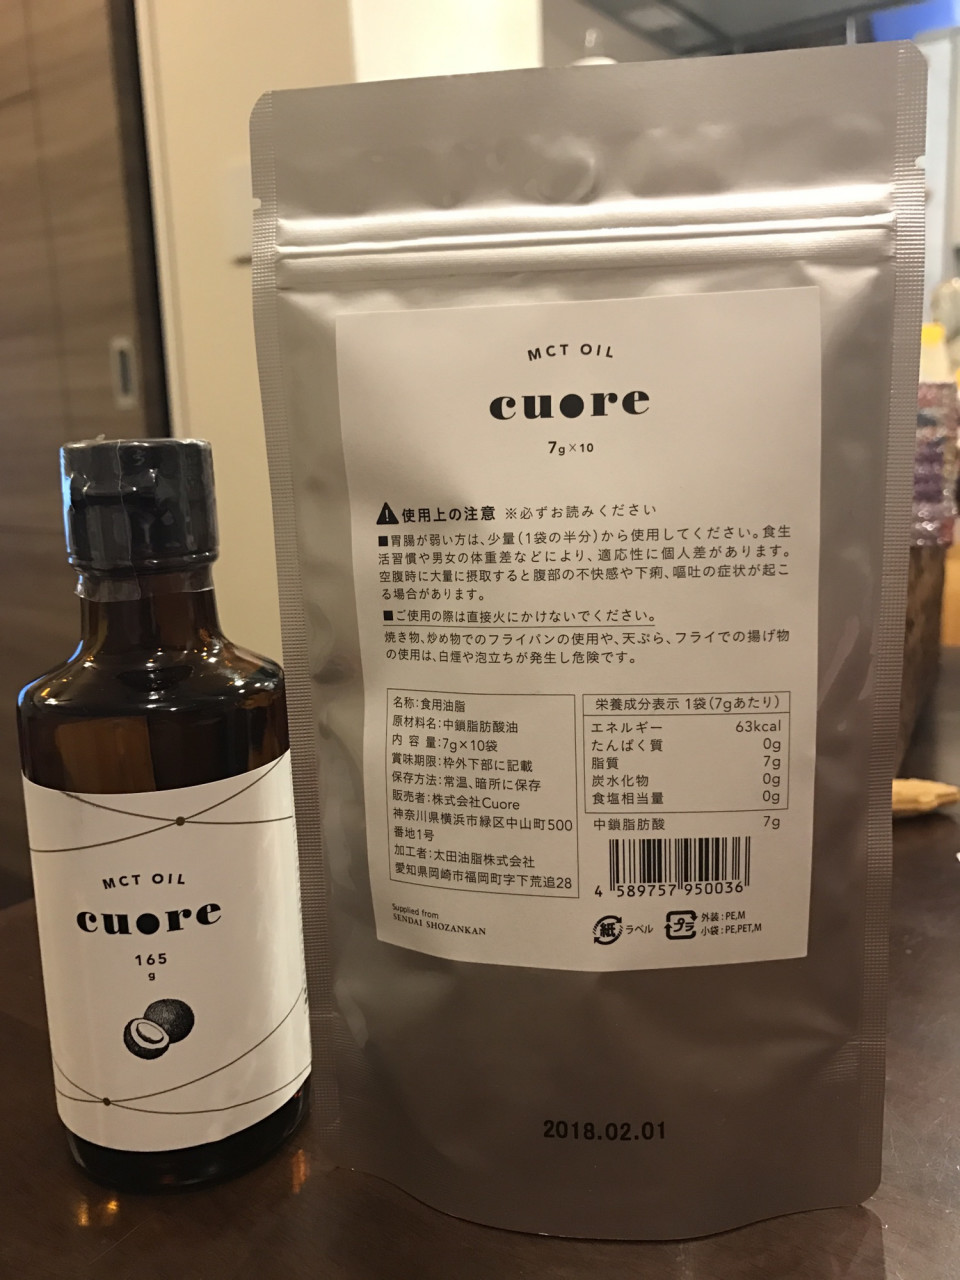 MCT OIL
cuore
7g×10
使用上の注意 ※必ずお読みください
■胃腸が弱い方は、少量(1袋の半分)から使用してください。食生
活習慣や男女の体重差などにより、適応性に個人差があります。
空腹時に大量に摂取すると腹部の不快感や下痢、嘔吐の症状が起こ
る場合があります。
■ご使用の際は直接火にかけないでください。
焼き物、炒め物でのフライパンの使用や、天ぷら、フライでの揚げ物
の使用は、白煙や泡立ちが発生し危険です。
名称:食用油脂
原材料名:中鎖脂肪酸油
内容量:7g×10袋
賞味期限:枠外下部に記載
保存方法:常温、暗所に保存
販売者:株式会社Cuore
神奈川県横浜市緑区中山町500
番地1号
加工者:太田油脂株式会社
愛知県岡崎市福岡町字下荒追28
栄養成分表示 1袋(7gあたり)
エネルギー 63kcal
たんぱく質 0g
脂質 7g
炭水化物 0g
食塩相当量 0g
中鎖脂肪酸 7g
4 589757 950036
Supplied from
SENDAI SHOZANKAN
紙 ラベル
プラ 外装:PE,M
小袋:PE,PET,M
2018.02.01
MCT OIL
cuore
165
g